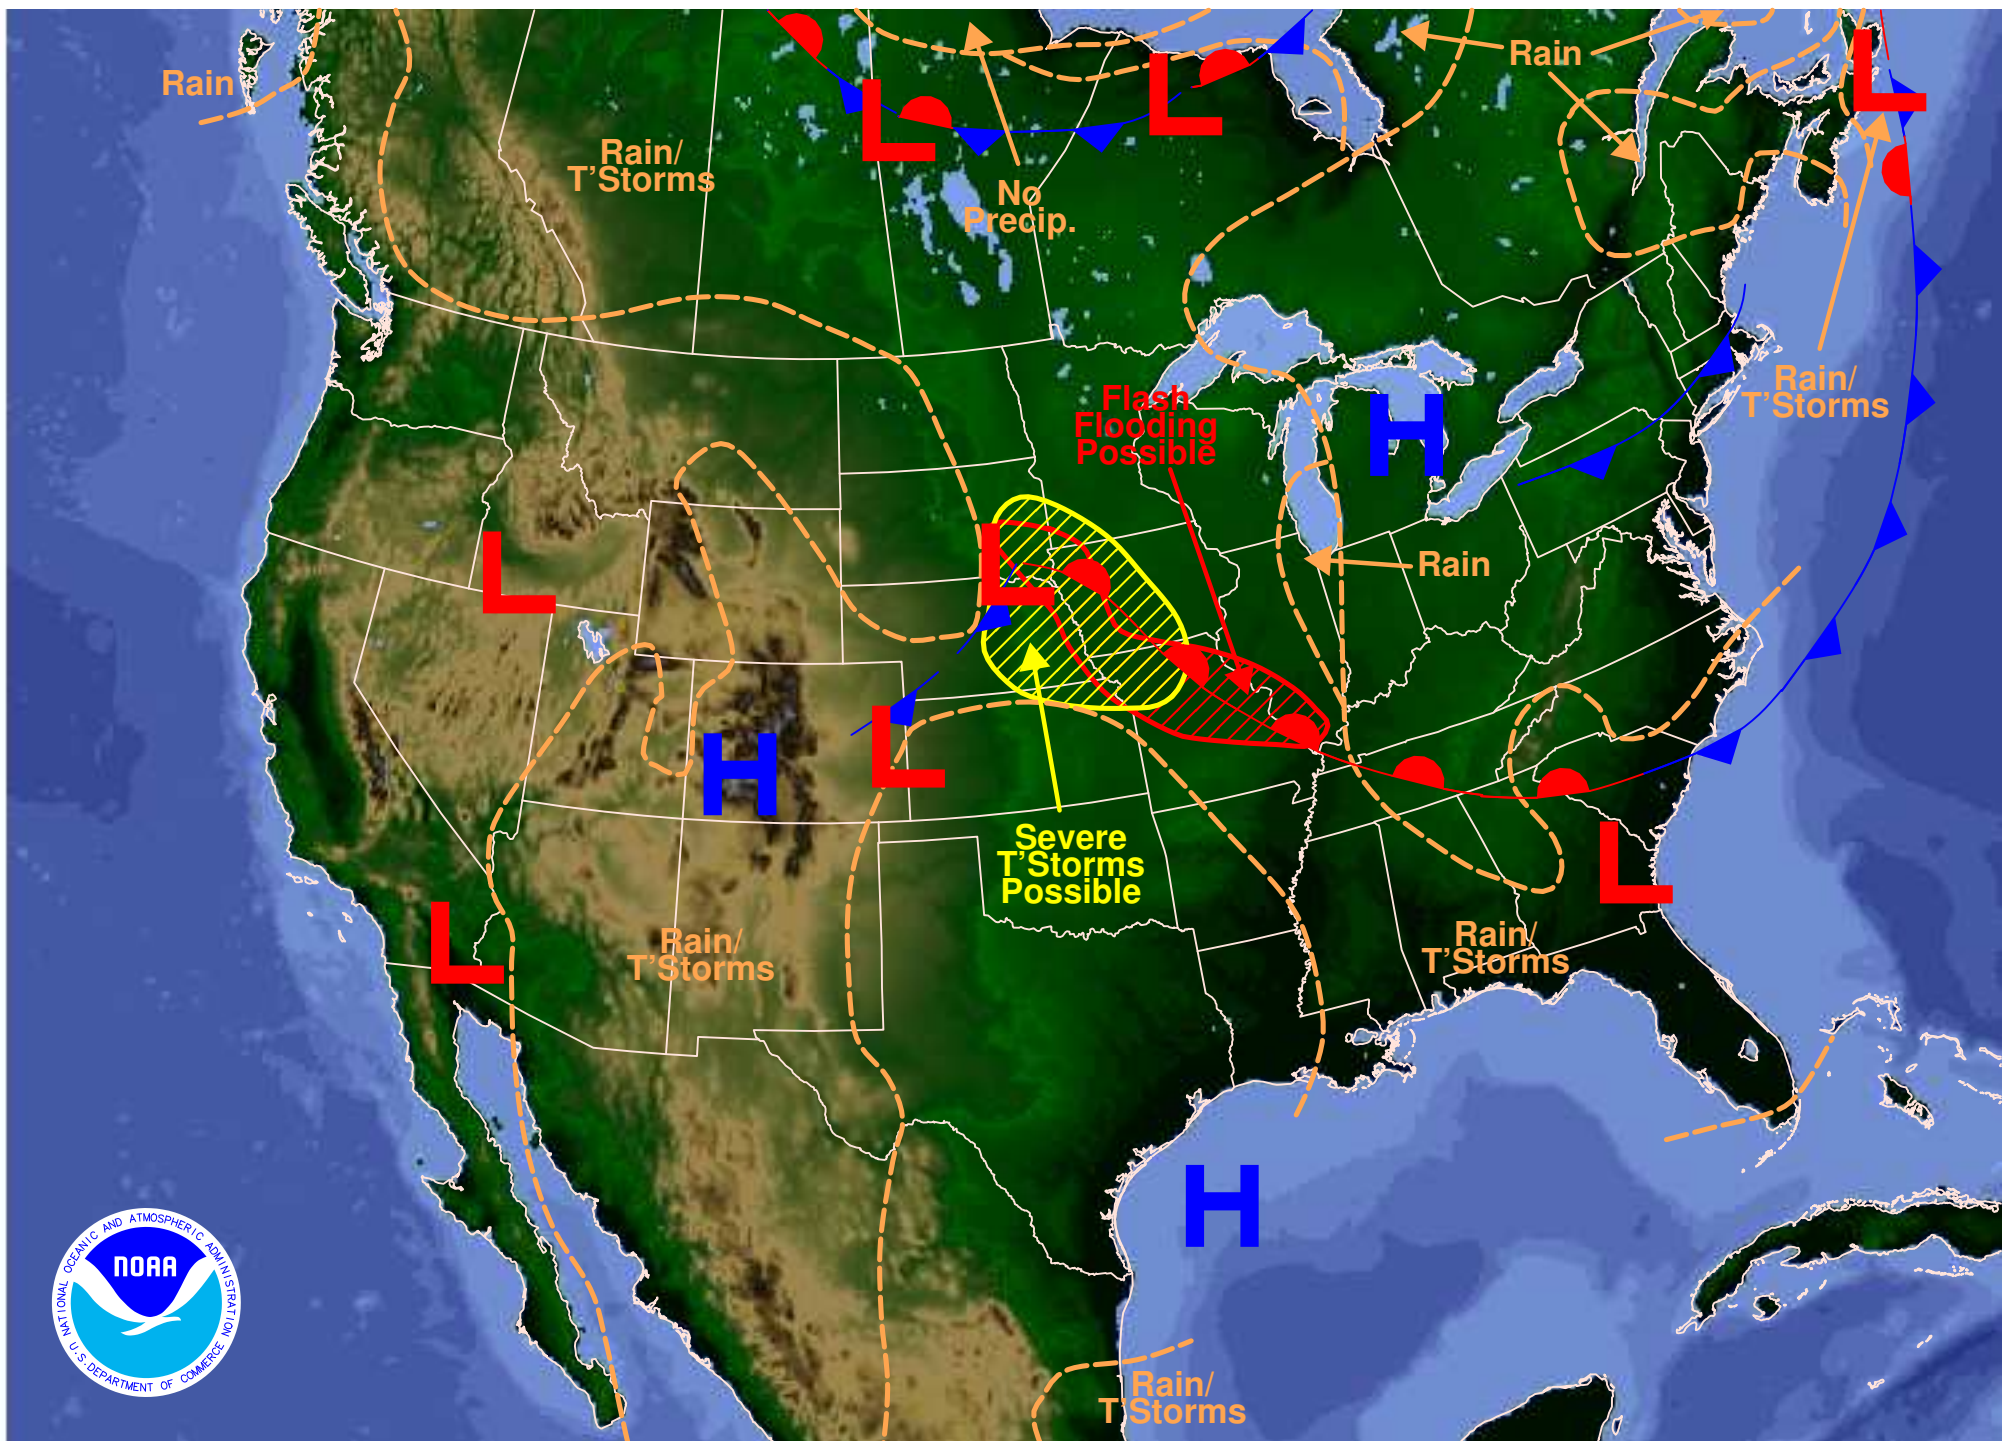 Rain
Rain
Rain/
T'Storms
No
Precip.
Rain/
T'Storms
Flash
Flooding
Possible
Rain
Severe
T'Storms
Possible
Rain/
T'Storms
Rain/
T'Storms
Rain/
T'Storms
L
L
L
H
L
L
L
H
L
L
H
NATIONAL OCEANIC AND ATMOSPHERIC ADMINISTRATION
NOAA
U.S. DEPARTMENT OF COMMERCE